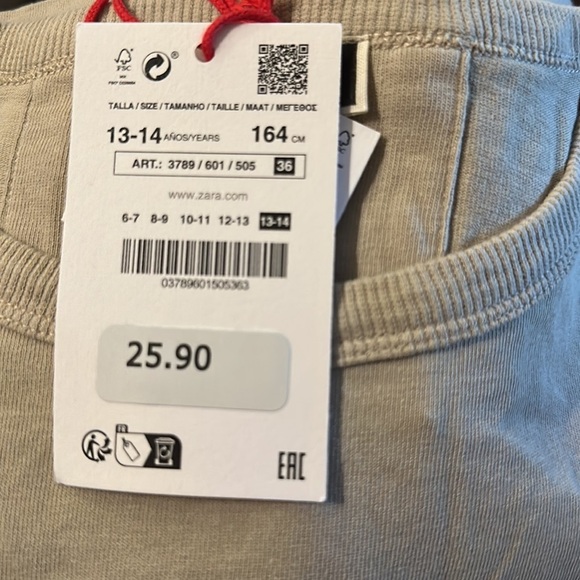 FSC
®
TALLA / SIZE / TAMANHO / TAILLE / MAAT / ΜΕΓΕΘΟΣ
13-14 AÑOS/YEARS 164 CM
ART.: 3789 / 601 / 505 36
www.zara.com
6-7 8-9 10-11 12-13 13-14
03789601505363
25.90
FR
EAC